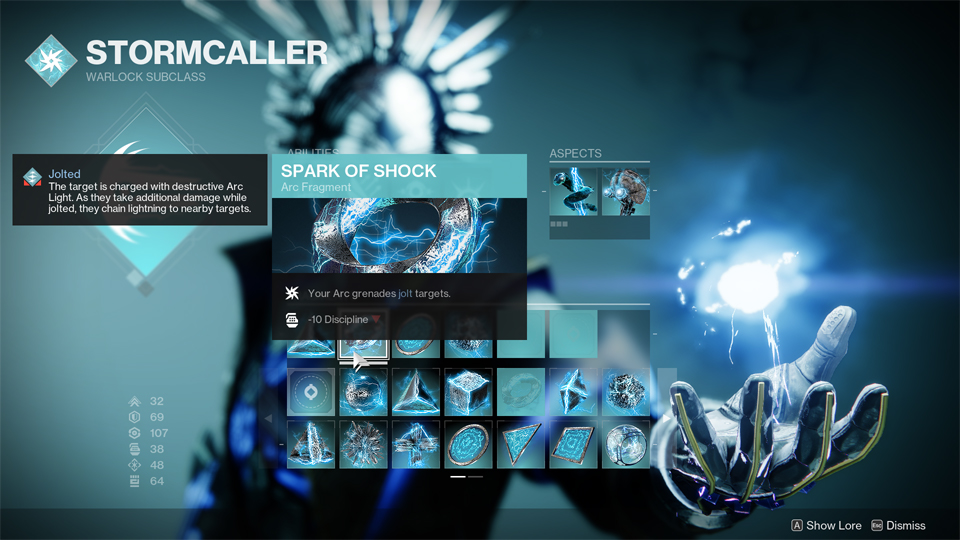 STORMCALLER
WARLOCK SUBCLASS
ABILITIES
ASPECTS
Jolted
The target is charged with destructive Arc
Light. As they take additional damage while
jolted, they chain lightning to nearby targets.
SPARK OF SHOCK
Arc Fragment
Your Arc grenades jolt targets.
-10 Discipline
32
69
107
38
48
64
A Show Lore
Esc Dismiss